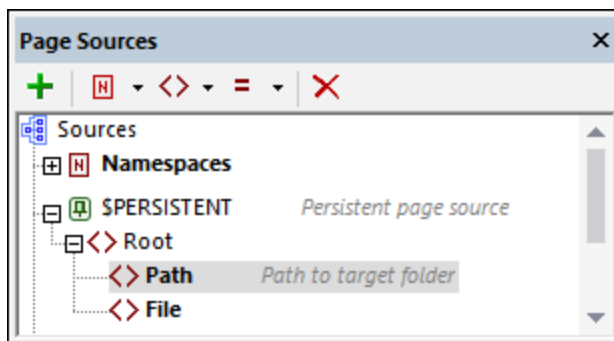 Page Sources
N
=
Sources
N Namespaces
$PERSISTENT Persistent page source
<> Root
<> Path Path to target folder
<> File